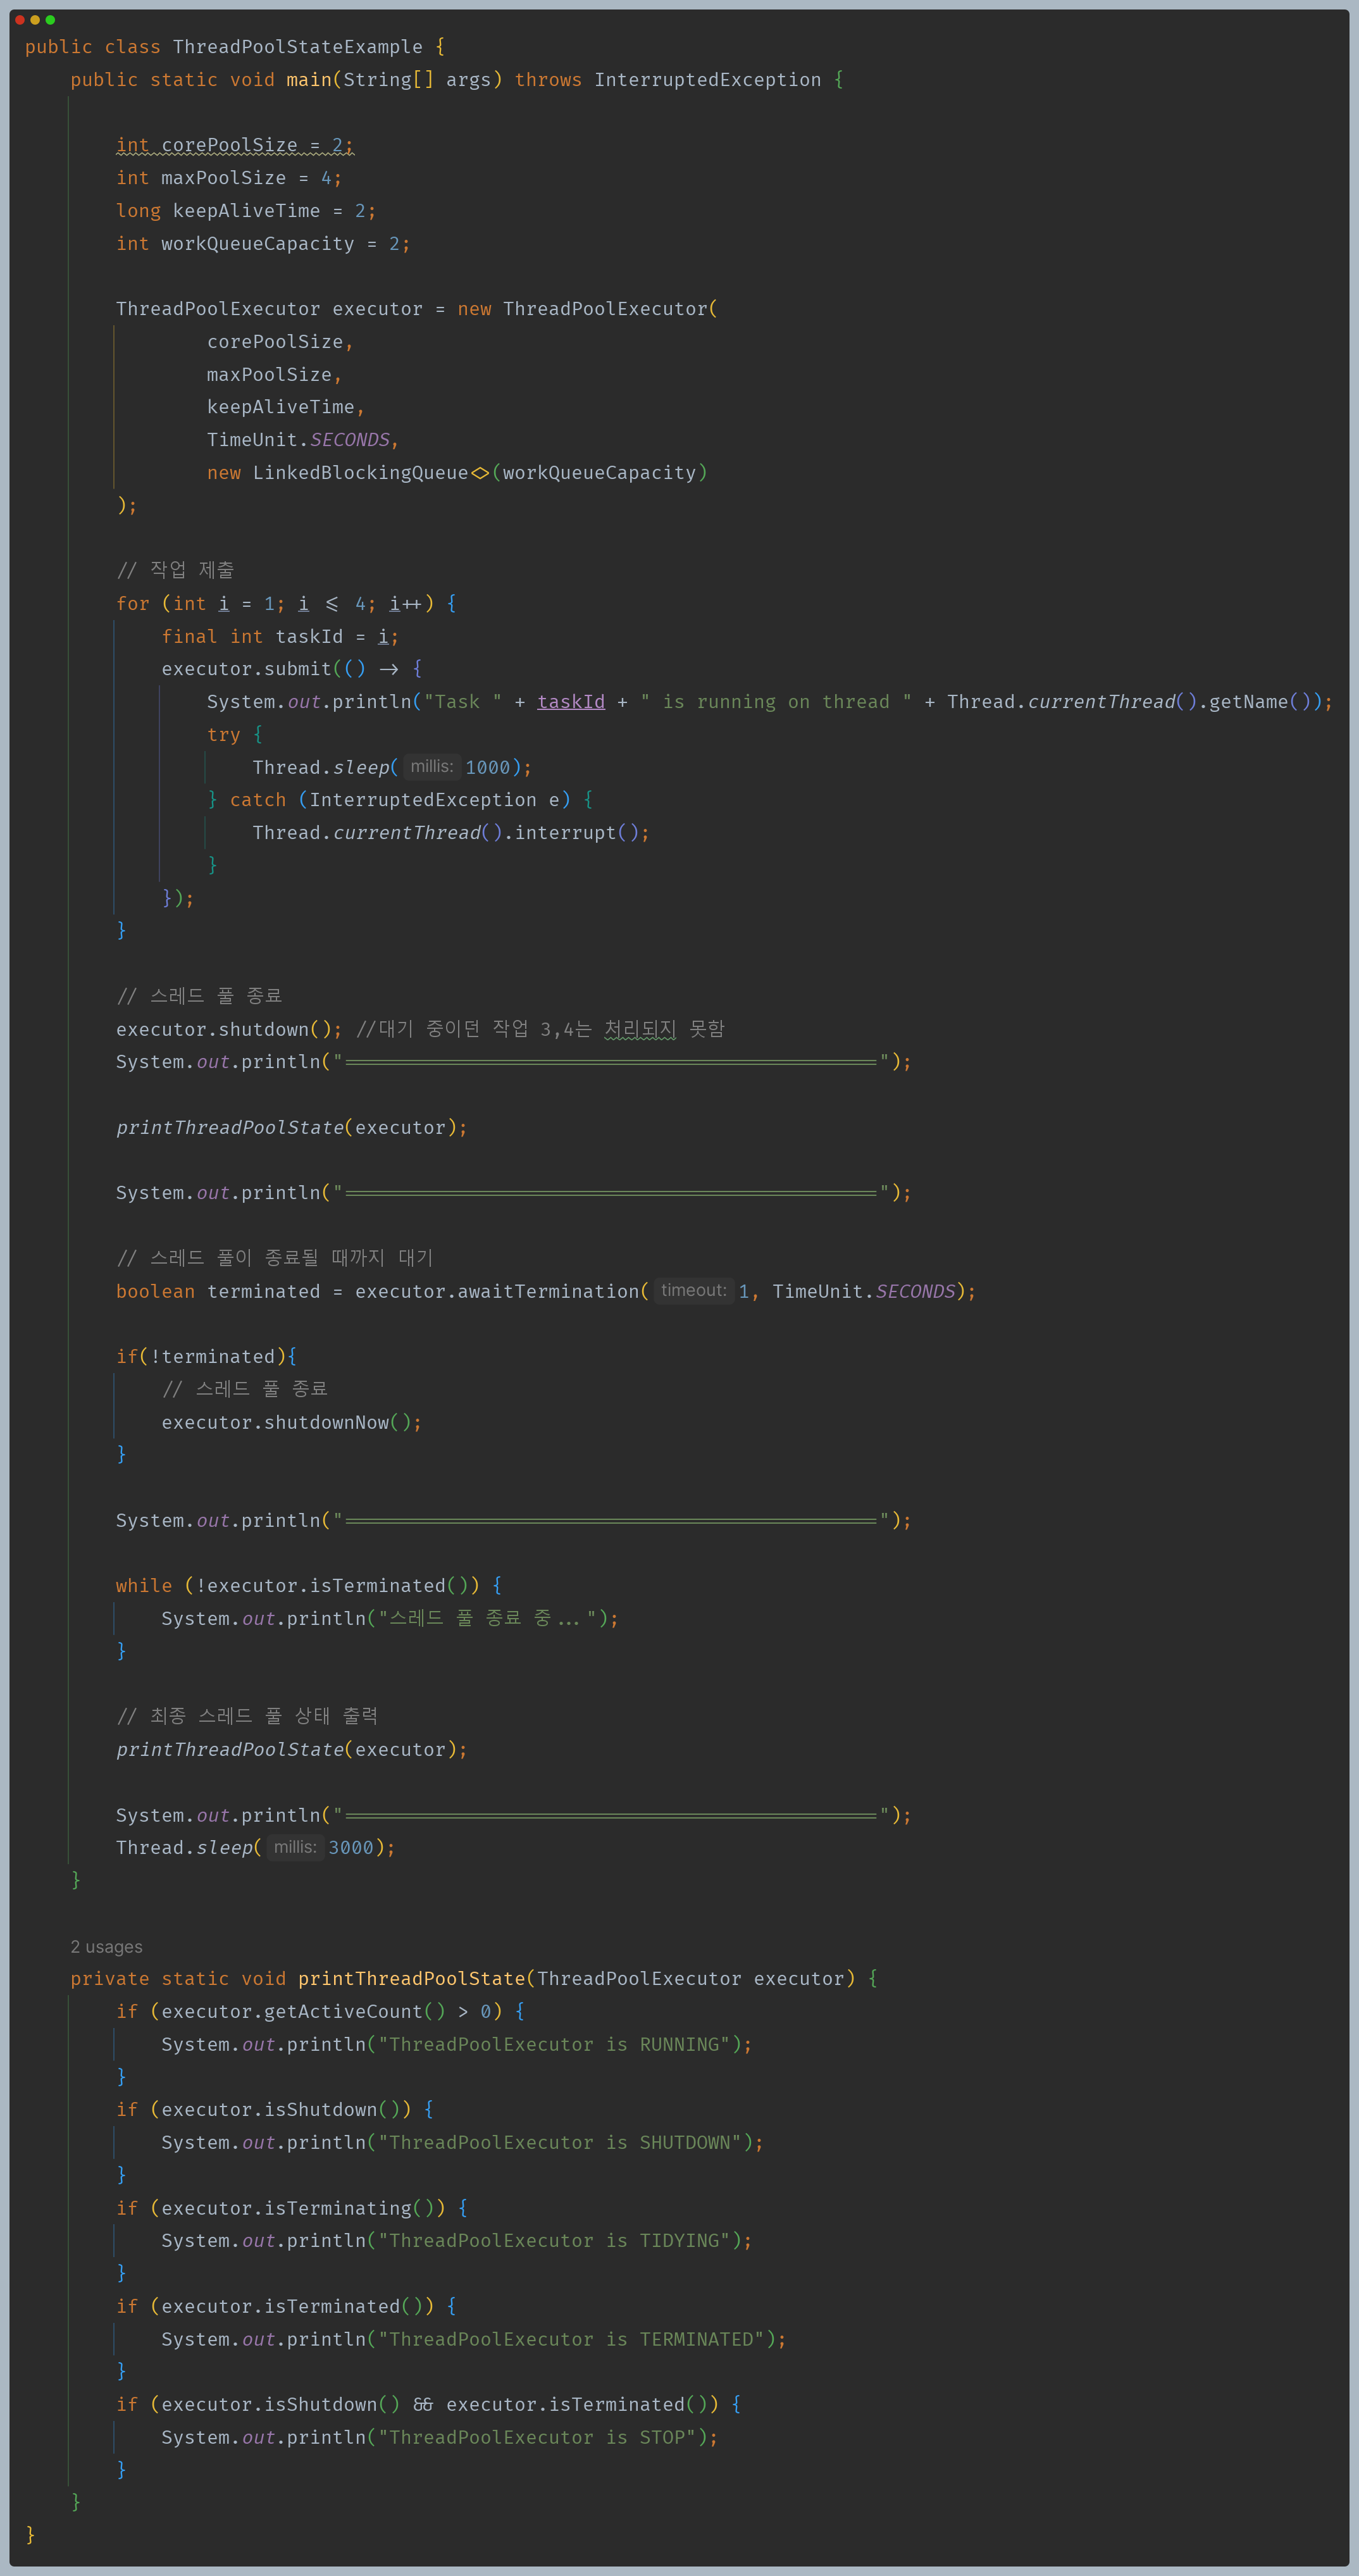 public class ThreadPoolStateExample {
    public static void main(String[] args) throws InterruptedException {

        int corePoolSize = 2;
        int maxPoolSize = 4;
        long keepAliveTime = 2;
        int workQueueCapacity = 2;

        ThreadPoolExecutor executor = new ThreadPoolExecutor(
                corePoolSize,
                maxPoolSize,
                keepAliveTime,
                TimeUnit.SECONDS,
                new LinkedBlockingQueue<>(workQueueCapacity)
        );

        // 작업 제출
        for (int i = 1; i <= 4; i++) {
            final int taskId = i;
            executor.submit(() -> {
                System.out.println("Task " + taskId + " is running on thread " + Thread.currentThread().getName());
                try {
                    Thread.sleep( millis: 1000);
                } catch (InterruptedException e) {
                    Thread.currentThread().interrupt();
                }
            });
        }

        // 스레드 풀 종료
        executor.shutdown(); //대기 중이던 작업 3,4는 처리되지 못함
        System.out.println("===============================================");

        printThreadPoolState(executor);

        System.out.println("===============================================");

        // 스레드 풀이 종료될 때까지 대기
        boolean terminated = executor.awaitTermination( timeout: 1, TimeUnit.SECONDS);

        if(!terminated){
            // 스레드 풀 종료
            executor.shutdownNow();
        }

        System.out.println("===============================================");

        while (!executor.isTerminated()) {
            System.out.println("스레드 풀 종료 중...");
        }

        // 최종 스레드 풀 상태 출력
        printThreadPoolState(executor);

        System.out.println("===============================================");
        Thread.sleep( millis: 3000);
    }

    2 usages
    private static void printThreadPoolState(ThreadPoolExecutor executor) {
        if (executor.getActiveCount() > 0) {
            System.out.println("ThreadPoolExecutor is RUNNING");
        }
        if (executor.isShutdown()) {
            System.out.println("ThreadPoolExecutor is SHUTDOWN");
        }
        if (executor.isTerminating()) {
            System.out.println("ThreadPoolExecutor is TIDYING");
        }
        if (executor.isTerminated()) {
            System.out.println("ThreadPoolExecutor is TERMINATED");
        }
        if (executor.isShutdown() && executor.isTerminated()) {
            System.out.println("ThreadPoolExecutor is STOP");
        }
    }
}